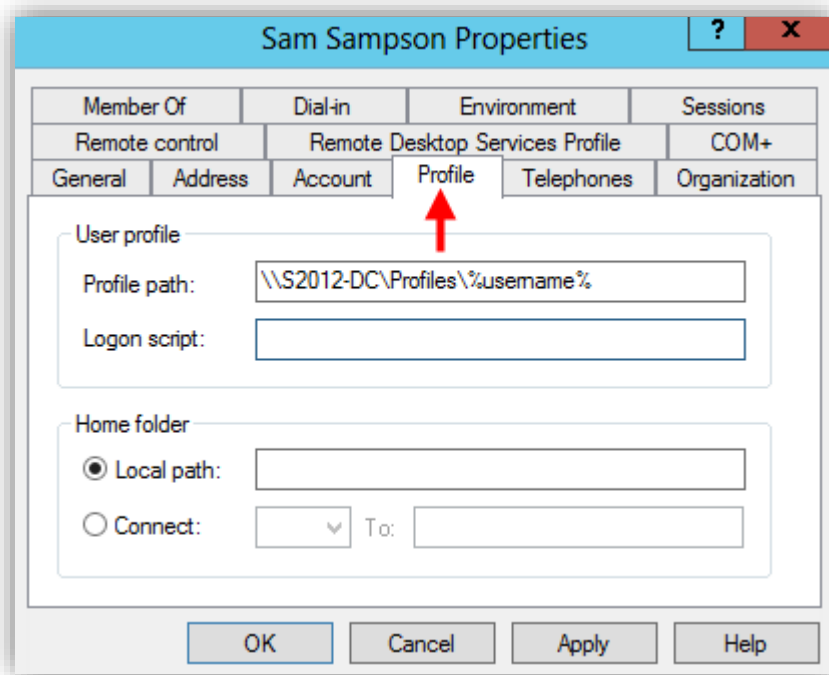 Sam Sampson Properties ? x
Member Of Dial-in Environment Sessions
Remote control Remote Desktop Services Profile COM+
General Address Account Profile Telephones Organization
User profile
Profile path: \\S2012-DC\Profiles\%username%
Logon script:
Home folder
Local path:
Connect: To:
OK Cancel Apply Help